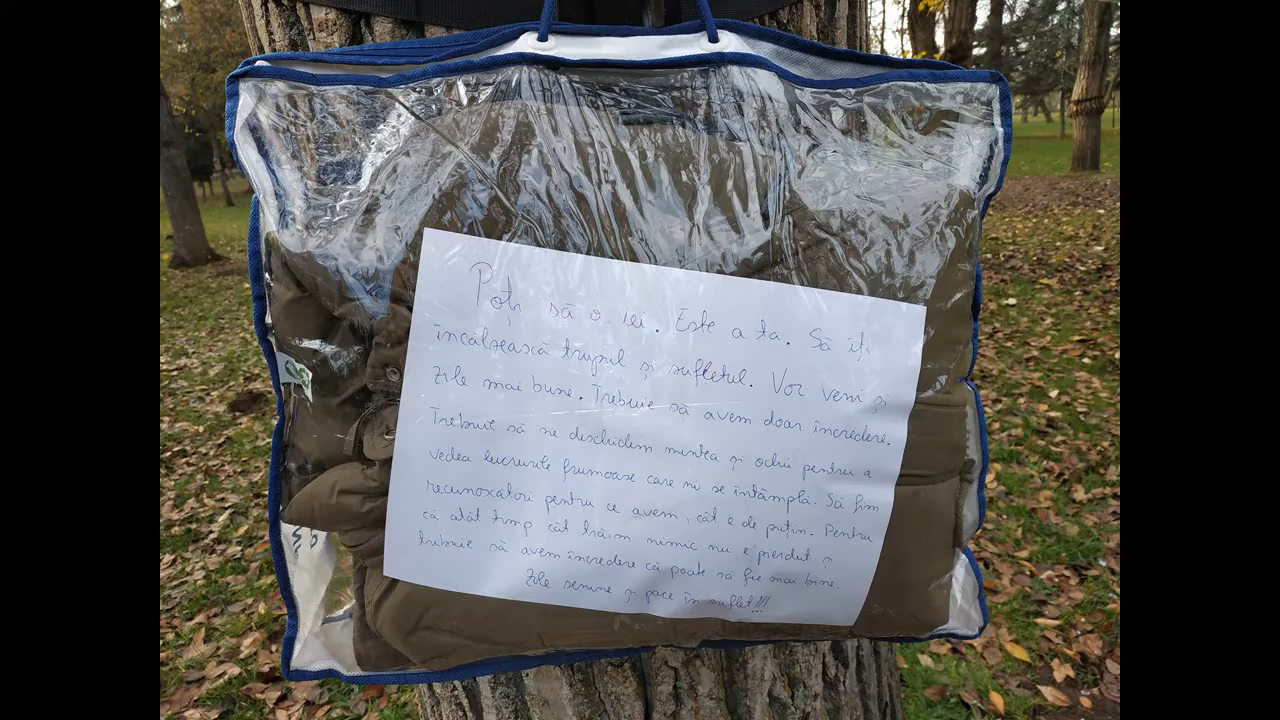 Poți să o iei. Este a ta. Să îți
încălzească trupul și sufletul. Vor veni și
zile mai bune. Trebuie să avem doar încredere.
Trebuie să ne deschidem mintea și ochii pentru a
vedea lucrurile frumoase care ni se întâmplă. Să fim
recunoscători pentru ce avem, cât e de puțin. Pentru
că atât timp cât trăim nimic nu e pierdut și
trebuie să avem încredere că poate să fie mai bine.
Zile senine și pace în suflet!!!